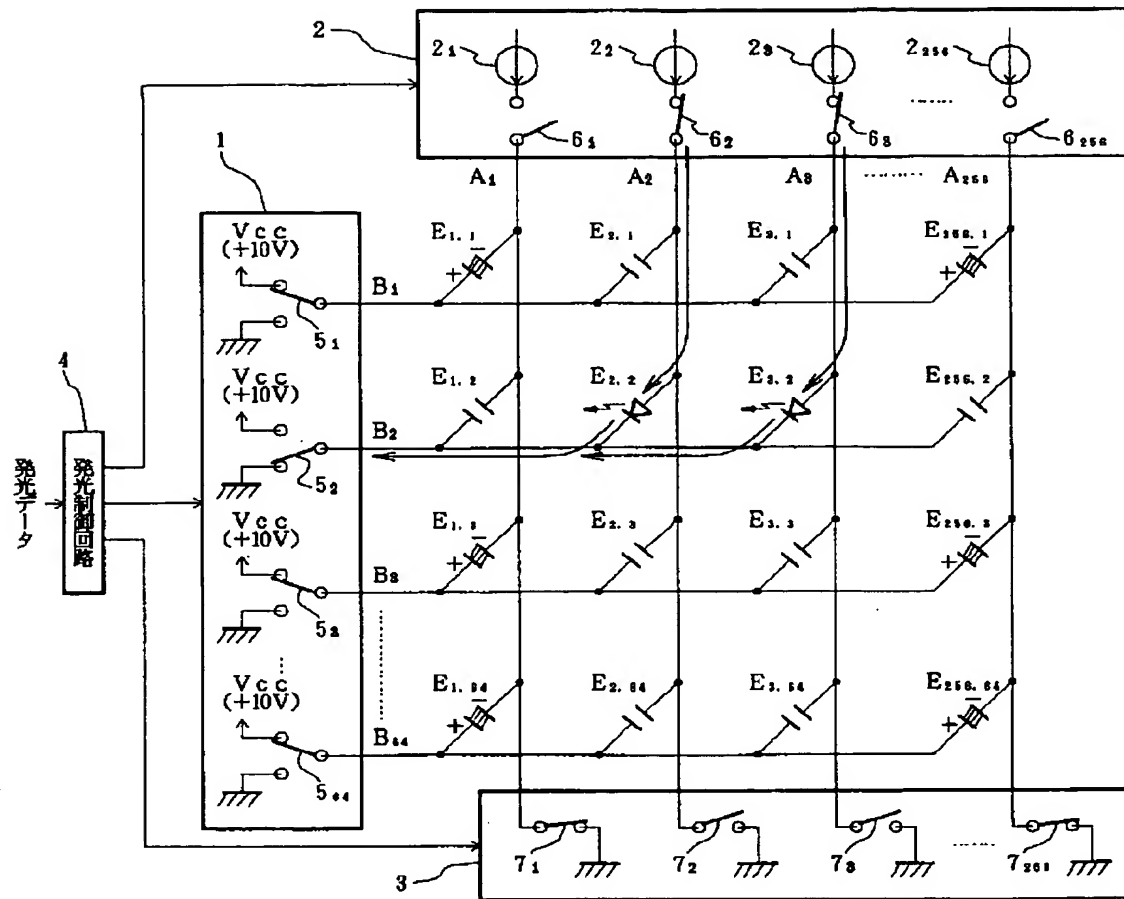 2
2₁
2₂
2₃
2₂₅₆
........
6₁
6₂
6₃
6₂₅₆
A₁
A₂
A₃
........
1
Vcc
(+10V)
5₁
B₁
E₁.₁
+
−
E₂.₁
E₃.₁
E₂₅₆.₁
+
−
4
発光データ
発光制御回路
Vcc
(+10V)
5₂
B₂
E₁.₂
E₂.₂
E₃.₂
E₂₅₆.₂
Vcc
(+10V)
5₂
B₃
E₁.₃
+
−
E₂.₃
E₃.₃
E₂₅₆.₃
+
−
Vcc
(+10V)
5₆₄
B₆₄
E₁.₆₄
+
−
E₂.₆₄
E₃.₆₄
E₂₅₆.₆₄
+
−
3
7₁
7₂
7₃
........